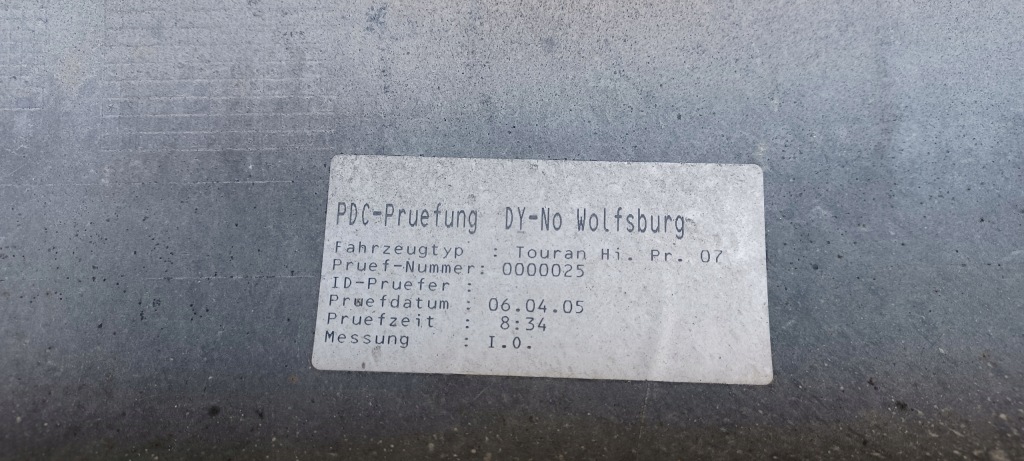 PDC-Pruefung DY-No Wolfsburg
Fahrzeugtyp : Touran Hi. Pr. 07
Pruef-Nummer: 0000025
ID-Pruefer :
Pruefdatum : 06.04.05
Pruefzeit : 8:34
Messung : I.O.